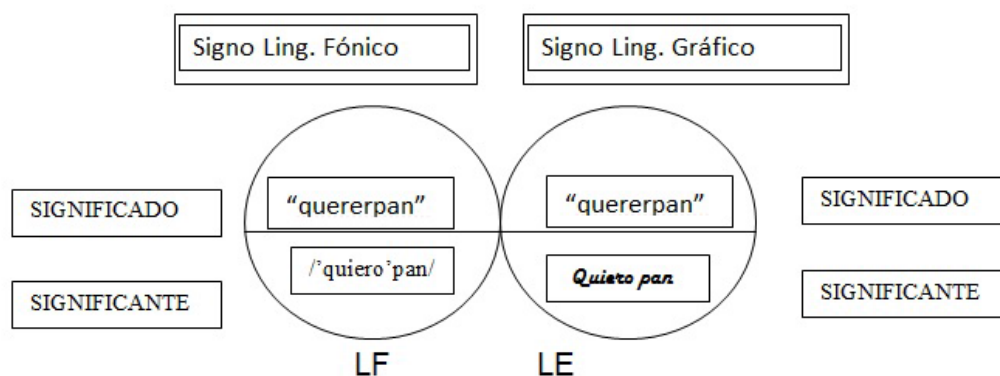 Signo Ling. Fónico
Signo Ling. Gráfico
SIGNIFICADO
“quererpan”
“quererpan”
SIGNIFICADO
SIGNIFICANTE
/’quiero’pan/
Quiero pan
SIGNIFICANTE
LF
LE